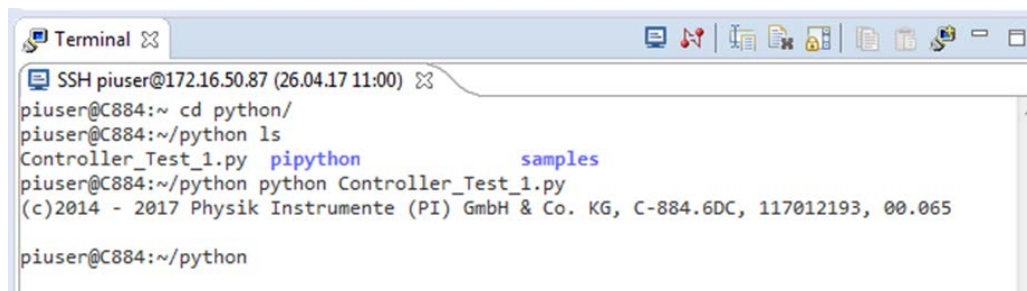 Terminal
SSH piuser@172.16.50.87 (26.04.17 11:00)
piuser@C884:~ cd python/
piuser@C884:~/python ls
Controller_Test_1.py  pipython                samples
piuser@C884:~/python python Controller_Test_1.py
(c)2014 - 2017 Physik Instrumente (PI) GmbH & Co. KG, C-884.6DC, 117012193, 00.065
piuser@C884:~/python